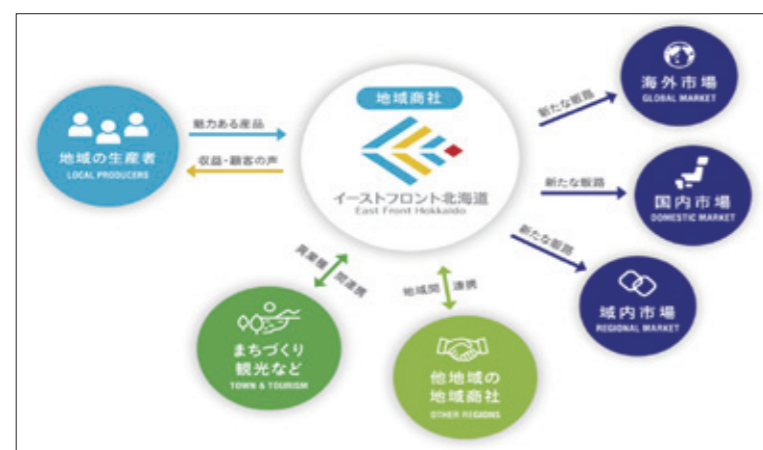 地域の生産者
LOCAL PRODUCERS
魅力ある産品
収益・顧客の声
地域商社
イーストフロント北海道
East Front Hokkaido
新たな販路
海外市場
GLOBAL MARKET
新たな販路
国内市場
DOMESTIC MARKET
新たな販路
域内市場
REGIONAL MARKET
異業種 間連携
まちづくり
観光など
TOWN & TOURISM
地域間 連携
他地域の
地域商社
OTHER REGIONS